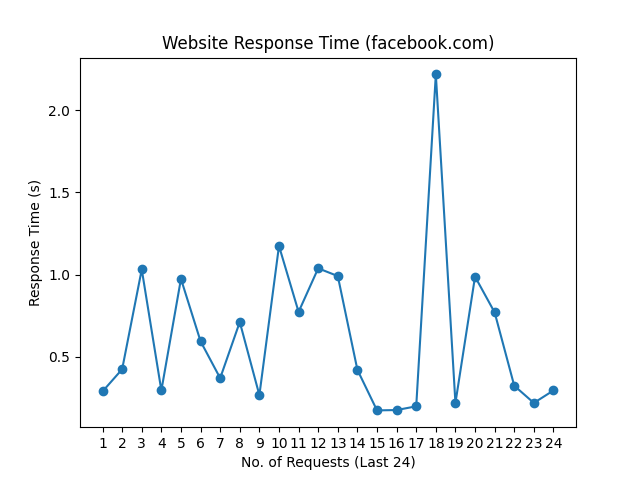 Website Response Time (facebook.com)
Response Time (s)
2.0
1.5
1.0
0.5
1 2 3 4 5 6 7 8 9 10 11 12 13 14 15 16 17 18 19 20 21 22 23 24
No. of Requests (Last 24)